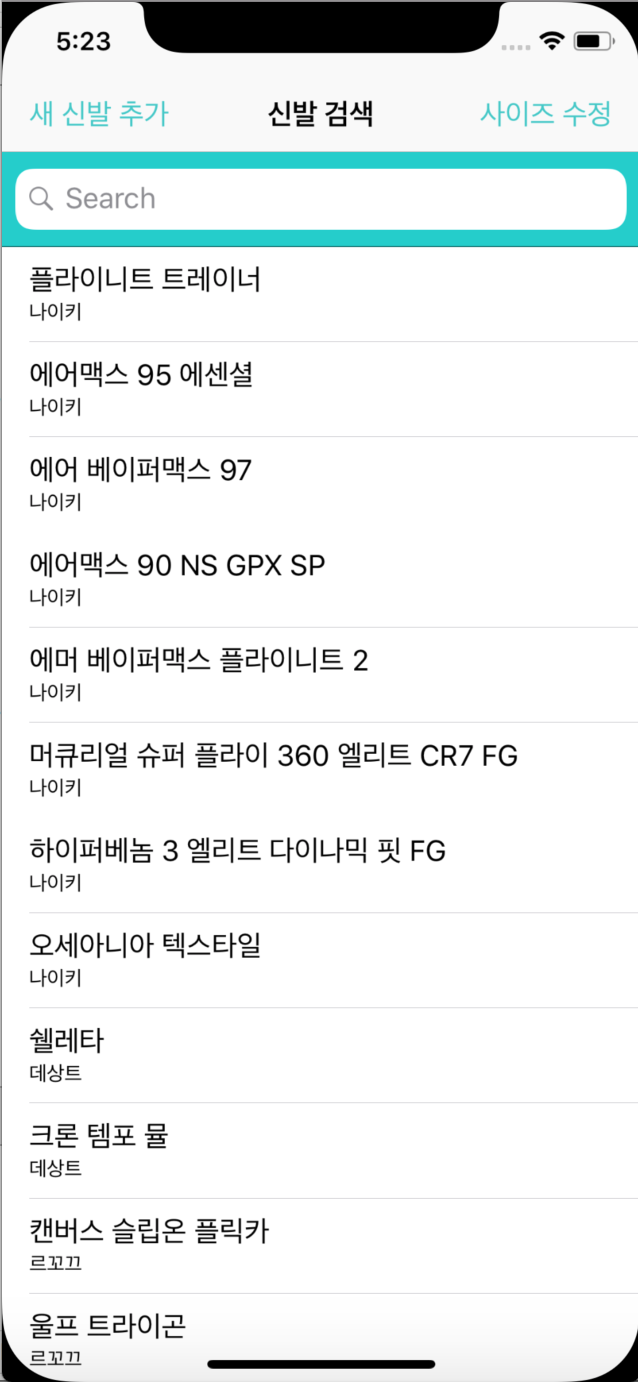 5:23
새 신발 추가 신발 검색 사이즈 수정
Search
플라이니트 트레이너
나이키
에어맥스 95 에센셜
나이키
에어 베이퍼맥스 97
나이키
에어맥스 90 NS GPX SP
나이키
에머 베이퍼맥스 플라이니트 2
나이키
머큐리얼 슈퍼 플라이 360 엘리트 CR7 FG
나이키
하이퍼베놈 3 엘리트 다이나믹 핏 FG
나이키
오세아니아 텍스타일
나이키
쉘레타
데상트
크론 템포 뮬
데상트
캔버스 슬립온 플릭카
르꼬끄
울프 트라이곤
르꼬끄